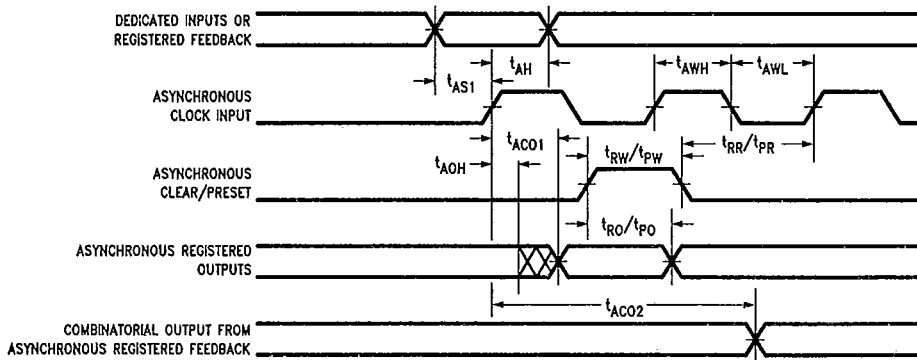 DEDICATED INPUTS OR
REGISTERED FEEDBACK
tAS1
tAH
tAWH
tAWL
ASYNCHRONOUS
CLOCK INPUT
tACO1
tRW/tPW
tRR/tPR
tAOH
ASYNCHRONOUS
CLEAR/PRESET
tRO/tPO
ASYNCHRONOUS REGISTERED
OUTPUTS
tACO2
COMBINATORIAL OUTPUT FROM
ASYNCHRONOUS REGISTERED FEEDBACK